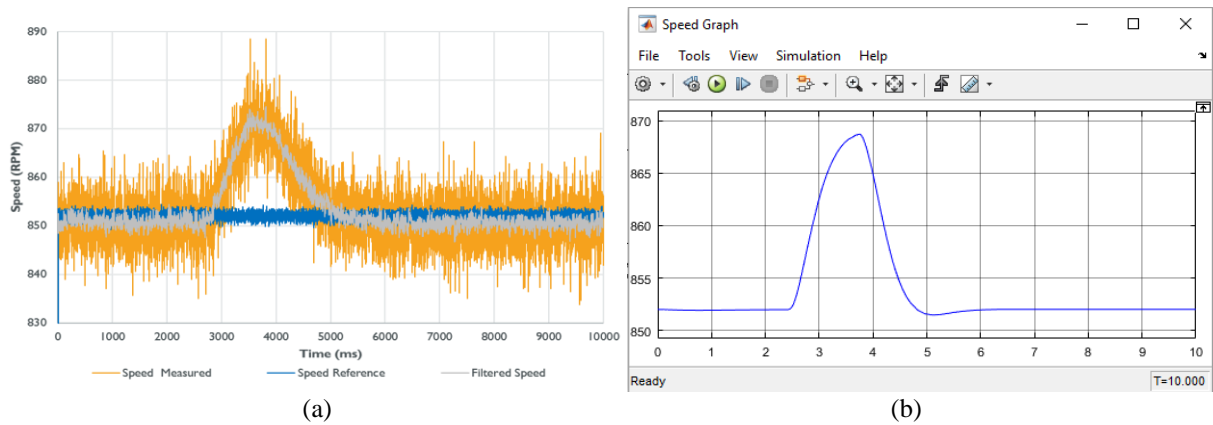 890
880
870
860
850
840
830
Speed (RPM)
0 1000 2000 3000 4000 5000 6000 7000 8000 9000 10000
Time (ms)
Speed Measured Speed Reference Filtered Speed
(a)
Speed Graph
File Tools View Simulation Help
870
865
860
855
850
0 1 2 3 4 5 6 7 8 9 10
Ready T=10.000
(b)